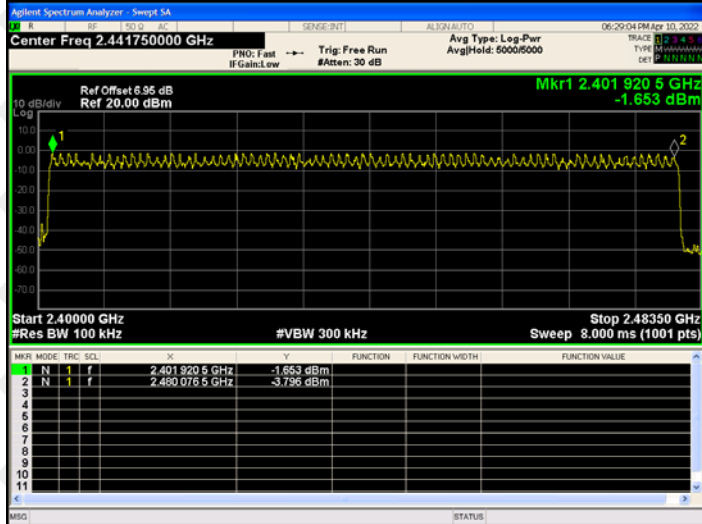 Agilent Spectrum Analyzer - Swept SA
R RF 50 Ω AC SENSE:INT ALIGN AUTO 06:29:04 PM Apr 10, 2022
Center Freq 2.441750000 GHz
PNO: Fast Trig: Free Run Avg Type: Log-Pwr TRACE 1 2 3 4 5 6
IFGain:Low #Atten: 30 dB Avg|Hold: 5000/5000 TYPE M
DET P N N N N N
Mkr1 2.401 920 5 GHz
Ref Offset 6.95 dB
10 dB/div Ref 20.00 dBm -1.653 dBm
Log
10.0
0.00
-10.0
-20.0
-30.0
-40.0
-50.0
-60.0
-70.0
1
2
Start 2.40000 GHz Stop 2.48350 GHz
#Res BW 100 kHz #VBW 300 kHz Sweep 8.000 ms (1001 pts)
MKR MODE TRC SCL X Y FUNCTION FUNCTION WIDTH FUNCTION VALUE
1 N 1 f 2.401 920 5 GHz -1.653 dBm
2 N 1 f 2.480 076 5 GHz -3.796 dBm
3
4
5
6
7
8
9
10
11
MSG STATUS